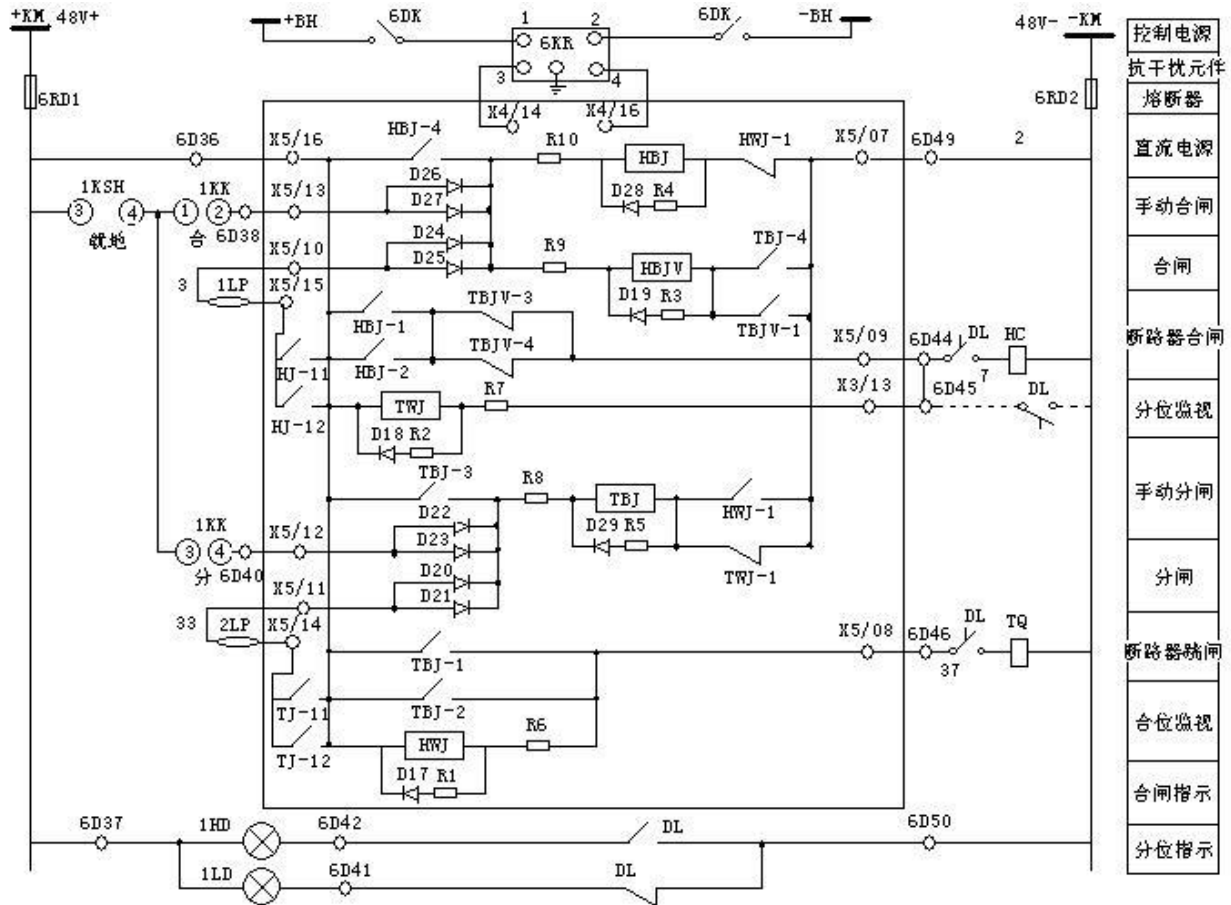 +KM 48V+
+BH
6DK
1
2
6KR
3
4
6DK
-BH
48V- -KM
控制电源
抗干扰元件
6RD1
6RD2
熔断器
X4/14
X4/16
6D36
X5/16
HBJ-4
R10
HBJ
HWJ-1
X5/07
6D49
2
直流电源
D26
D28
R4
1KSH
1KK
X5/13
D27
3
4
1
2
就地
合
6D38
手动合闸
X5/10
D24
D25
R9
HBJV
TBJ-4
合闸
3
1LP
X5/15
D19
R3
TBJV-1
HBJ-1
TBJV-3
HJ-11
HBJ-2
TBJV-4
X5/09
6D44
DL
7
HC
断路器合闸
HJ-12
TWJ
R7
X3/13
6D45
DL
分位监视
D18
R2
TBJ-3
R8
TBJ
HWJ-1
手动分闸
D22
D29
R5
1KK
X5/12
D23
TWJ-1
3
4
分
6D40
X5/11
D20
D21
分闸
33
2LP
X5/14
TBJ-1
X5/08
6D46
DL
37
TQ
断路器跳闸
TJ-11
TBJ-2
TJ-12
HWJ
R6
合位监视
D17
R1
合闸指示
6D37
1HD
6D42
DL
6D50
分位指示
1LD
6D41
DL